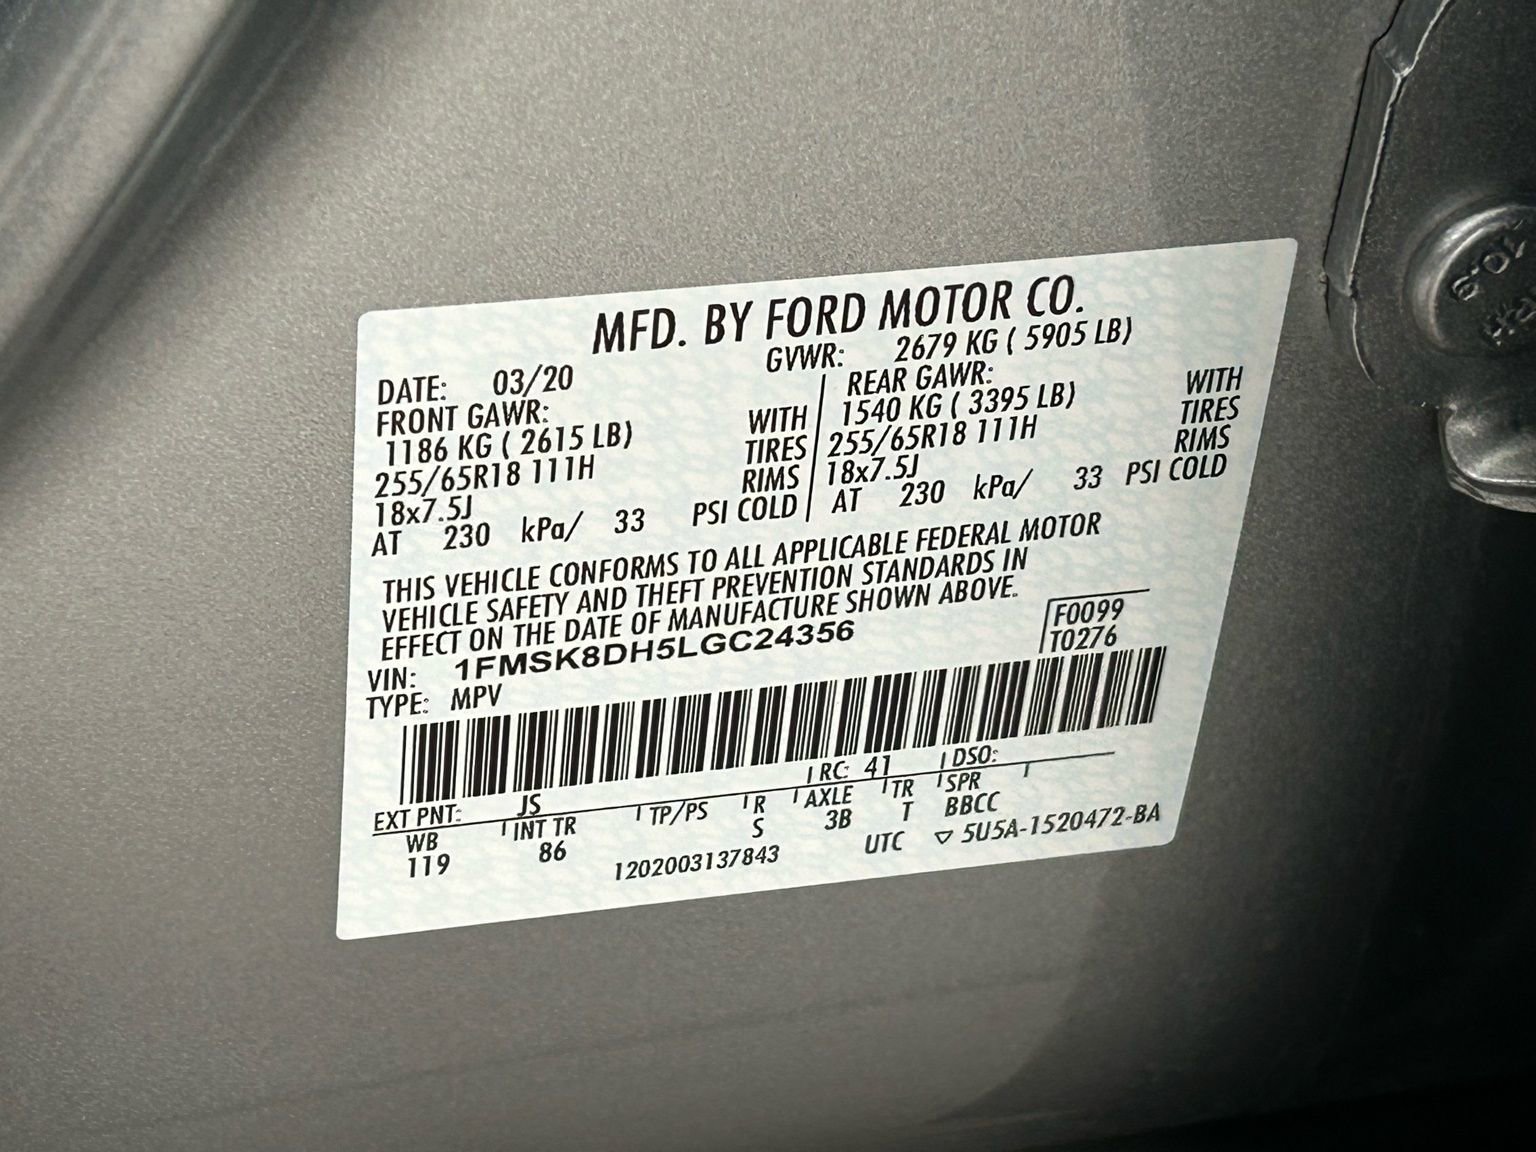 MFD. BY FORD MOTOR CO.
DATE: 03/20 GVWR: 2679 KG ( 5905 LB)
FRONT GAWR: REAR GAWR:
1186 KG ( 2615 LB) WITH 1540 KG ( 3395 LB) WITH
255/65R18 111H TIRES 255/65R18 111H TIRES
18x7.5J RIMS 18x7.5J RIMS
AT 230 kPa/ 33 PSI COLD AT 230 kPa/ 33 PSI COLD
THIS VEHICLE CONFORMS TO ALL APPLICABLE FEDERAL MOTOR
VEHICLE SAFETY AND THEFT PREVENTION STANDARDS IN
EFFECT ON THE DATE OF MANUFACTURE SHOWN ABOVE.
F0099
T0276
VIN: 1FMSK8DH5LGC24356
TYPE: MPV
EXT PNT: JS RC: 41 DSO:
WB INT TR TP/PS R AXLE TR SPR
119 86 S 3B T BBCC
1202003137843 UTC ▽ 5U5A-1520472-BA
10.9